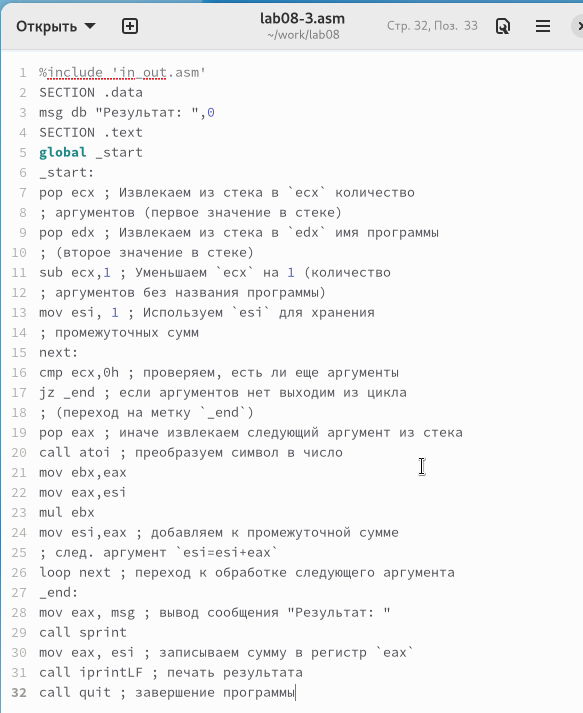 Открыть
lab08-3.asm
~/work/lab08
Стр. 32, Поз. 33
1 %include 'in_out.asm'
2 SECTION .data
3 msg db "Результат: ",0
4 SECTION .text
5 global _start
6 _start:
7 pop ecx ; Извлекаем из стека в `ecx` количество
8 ; аргументов (первое значение в стеке)
9 pop edx ; Извлекаем из стека в `edx` имя программы
10 ; (второе значение в стеке)
11 sub ecx,1 ; Уменьшаем `ecx` на 1 (количество
12 ; аргументов без названия программы)
13 mov esi, 1 ; Используем `esi` для хранения
14 ; промежуточных сумм
15 next:
16 cmp ecx,0h ; проверяем, есть ли еще аргументы
17 jz _end ; если аргументов нет выходим из цикла
18 ; (переход на метку `_end`)
19 pop eax ; иначе извлекаем следующий аргумент из стека
20 call atoi ; преобразуем символ в число
21 mov ebx,eax
22 mov eax,esi
23 mul ebx
24 mov esi,eax ; добавляем к промежуточной сумме
25 ; след. аргумент `esi=esi+eax`
26 loop next ; переход к обработке следующего аргумента
27 _end:
28 mov eax, msg ; вывод сообщения "Результат: "
29 call sprint
30 mov eax, esi ; записываем сумму в регистр `eax`
31 call iprintLF ; печать результата
32 call quit ; завершение программы